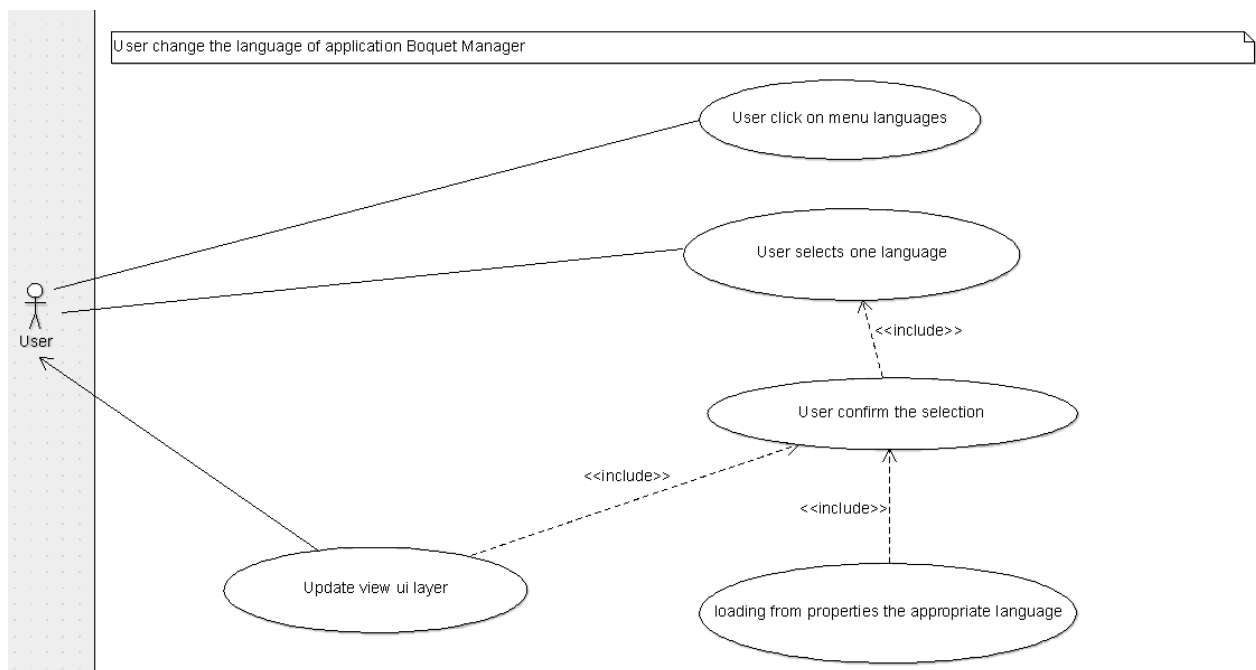 User change the language of application Boquet Manager
User click on menu languages
User selects one language
<<include>>
User
User confirm the selection
<<include>>
<<include>>
Update view ui layer
loading from properties the appropriate language